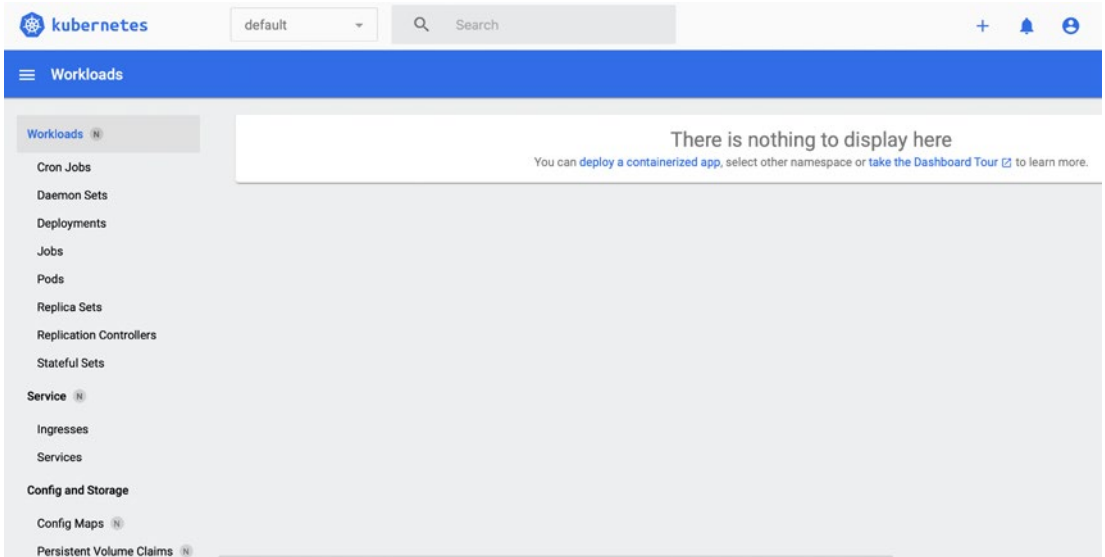 kubernetes
default
Search
Workloads
Workloads N
Cron Jobs
Daemon Sets
Deployments
Jobs
Pods
Replica Sets
Replication Controllers
Stateful Sets
Service N
Ingresses
Services
Config and Storage
Config Maps N
Persistent Volume Claims N
There is nothing to display here
You can deploy a containerized app, select other namespace or take the Dashboard Tour to learn more.